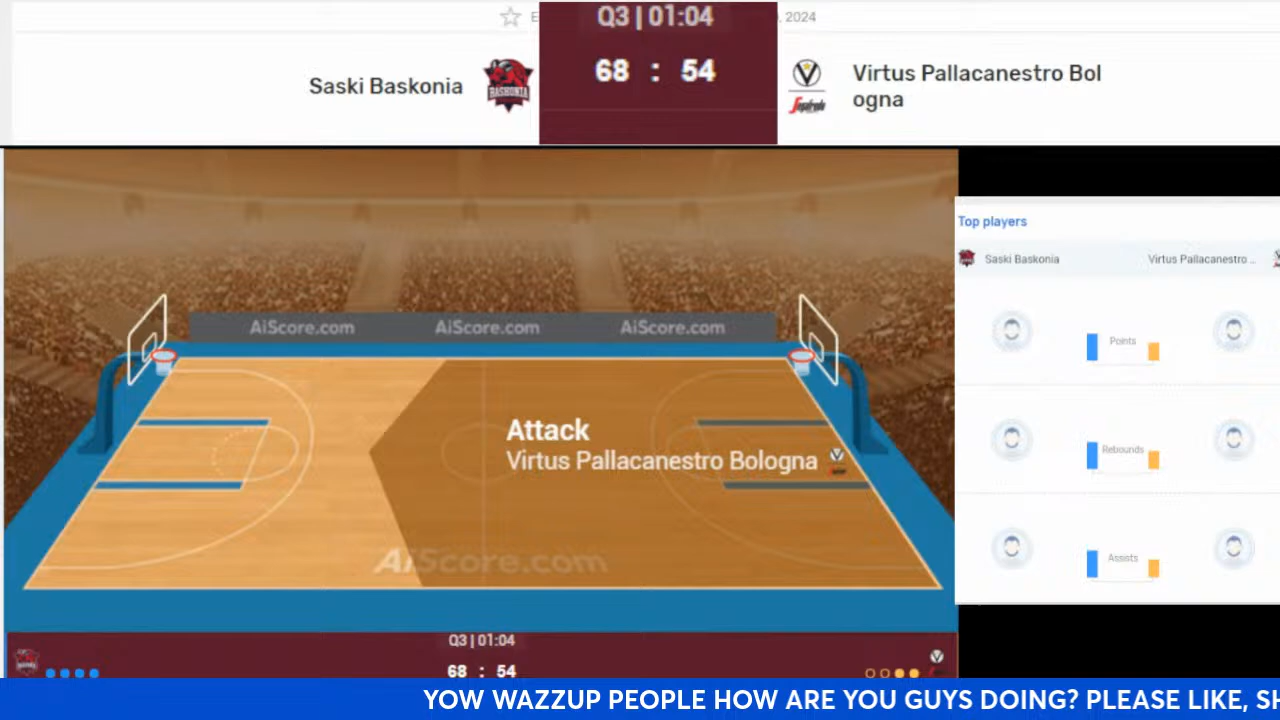 E
, 2024
Q3 | 01:04
68 : 54
Saski Baskonia
BASKONIA
Virtus Pallacanestro Bol
ogna
Top players
Saski Baskonia
Virtus Pallacanestro ...
AiScore.com
AiScore.com
AiScore.com
Points
Attack
Virtus Pallacanestro Bologna
Rebounds
AiScore.com
Assists
Q3 | 01:04
68 : 54
YOW WAZZUP PEOPLE HOW ARE YOU GUYS DOING? PLEASE LIKE, SH